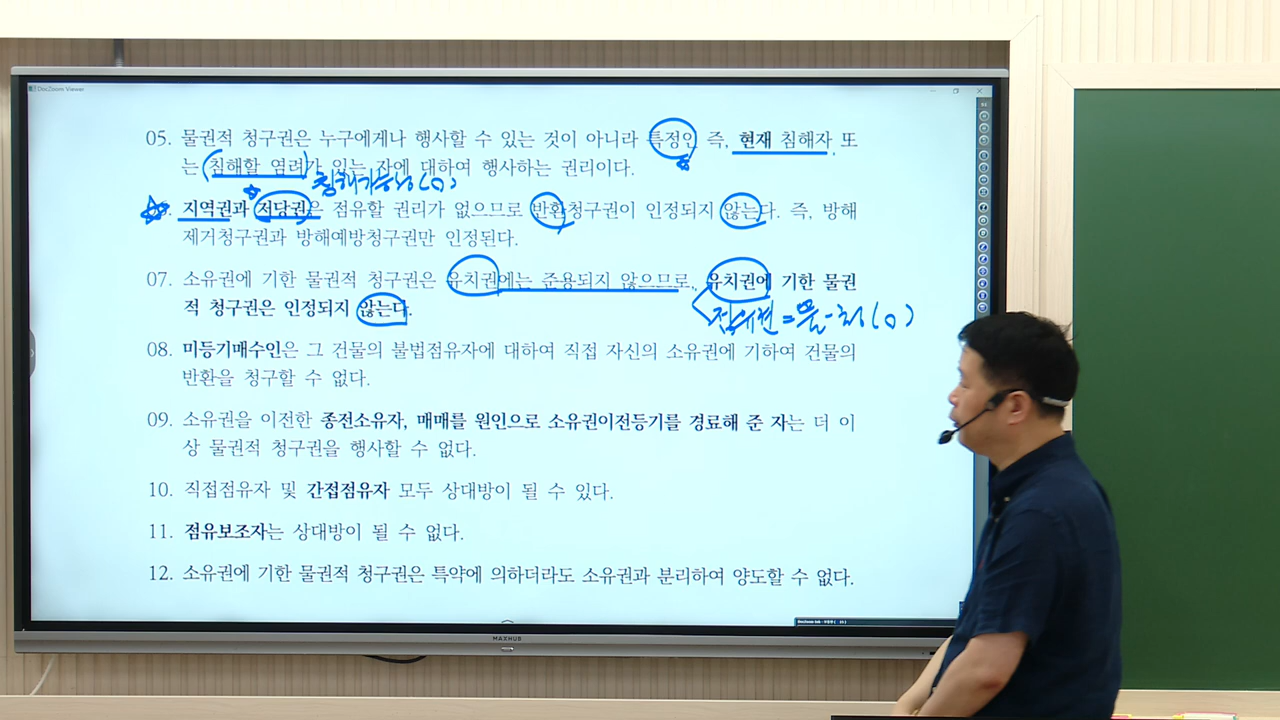 DocZoom Viewer
05. 물권적 청구권은 누구에게나 행사할 수 있는 것이 아니라 특정인 즉, 현재 침해자, 또
는 (침해할 염려)가 있는 자에 대하여 행사하는 권리이다.
침해가능성(O)
지역권과 저당권은 점유할 권리가 없으므로 반환청구권이 인정되지 않는다. 즉, 방해
제거청구권과 방해예방청구권만 인정된다.
07. 소유권에 기한 물권적 청구권은 유치권에는 준용되지 않으므로, 유치권에 기한 물권
적 청구권은 인정되지 않는다.
점유권=물-청(O)
08. 미등기매수인은 그 건물의 불법점유자에 대하여 직접 자신의 소유권에 기하여 건물의
반환을 청구할 수 없다.
09. 소유권을 이전한 종전소유자, 매매를 원인으로 소유권이전등기를 경료해 준 자는 더 이
상 물권적 청구권을 행사할 수 없다.
10. 직접점유자 및 간접점유자 모두 상대방이 될 수 있다.
11. 점유보조자는 상대방이 될 수 없다.
12. 소유권에 기한 물권적 청구권은 특약에 의하더라도 소유권과 분리하여 양도할 수 없다.
MAXHUB